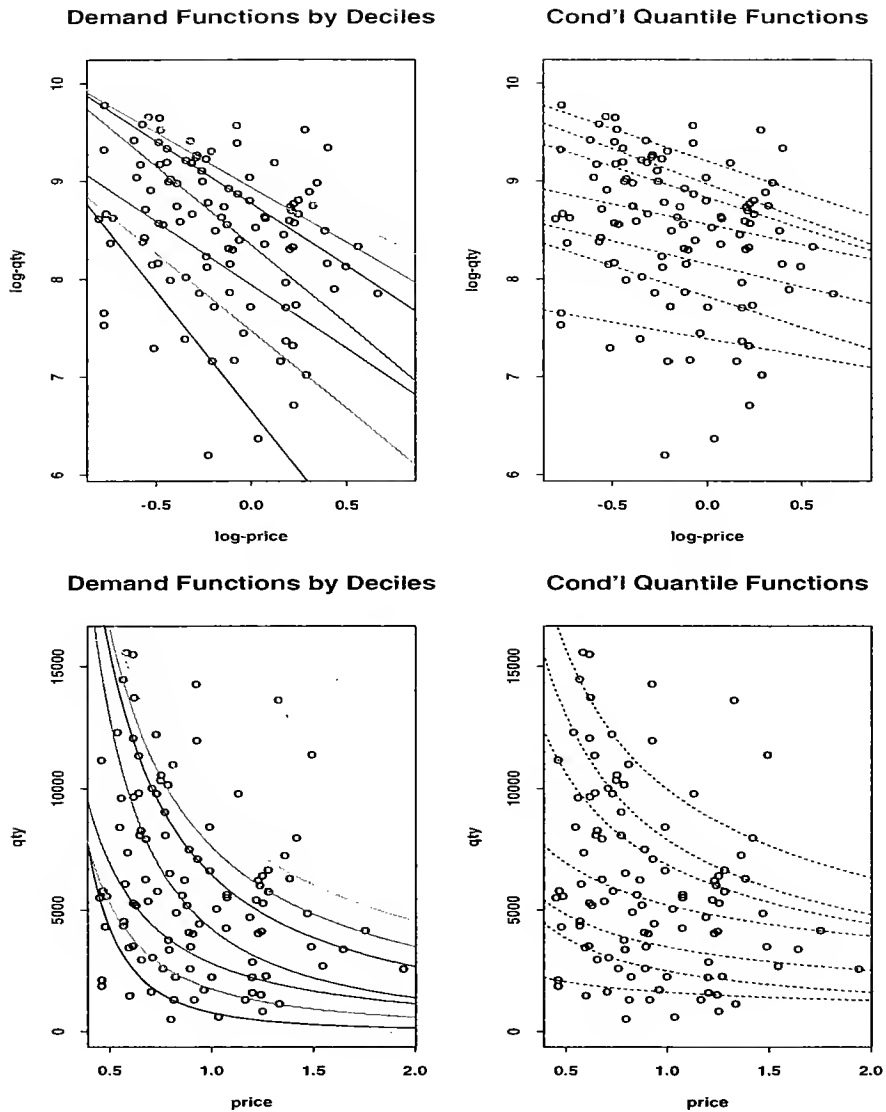 Demand Functions by Deciles
Cond'l Quantile Functions
log-qty
10
9
8
7
6
-0.5 0.0 0.5
log-price
log-qty
10
9
8
7
6
-0.5 0.0 0.5
log-price
Demand Functions by Deciles
Cond'l Quantile Functions
qty
15000
10000
5000
0
0.5 1.0 1.5 2.0
price
qty
15000
10000
5000
0
0.5 1.0 1.5 2.0
price